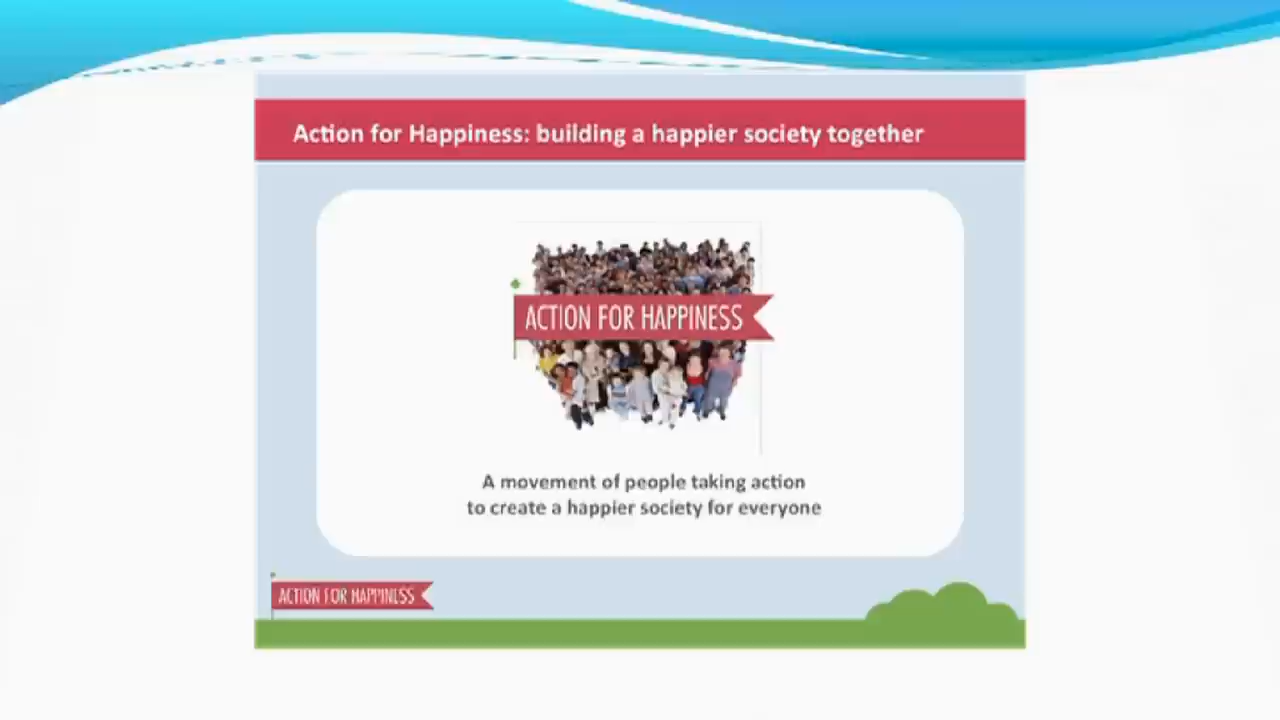 Action for Happiness: building a happier society together
ACTION FOR HAPPINESS
A movement of people taking action
to create a happier society for everyone
ACTION FOR HAPPINESS